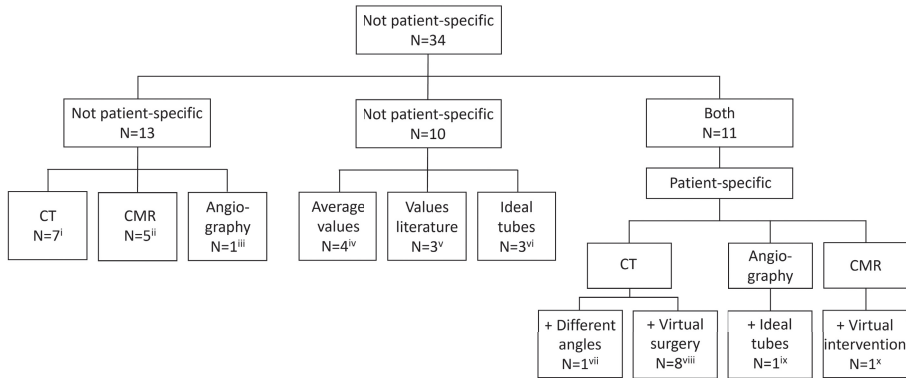 Not patient-specific
N=34
Not patient-specific
N=13
Not patient-specific
N=10
Both
N=11
Patient-specific
CT
N=7ⁱ
CMR
N=5ⁱⁱ
Angio-
graphy
N=1ⁱⁱⁱ
Average
values
N=4ⁱᵛ
Values
literature
N=3ᵛ
Ideal
tubes
N=3ᵛⁱ
CT
Angio-
graphy
CMR
+ Different
angles
N=1ᵛⁱⁱ
+ Virtual
surgery
N=8ᵛⁱⁱⁱ
+ Ideal
tubes
N=1ⁱˣ
+ Virtual
intervention
N=1ˣ